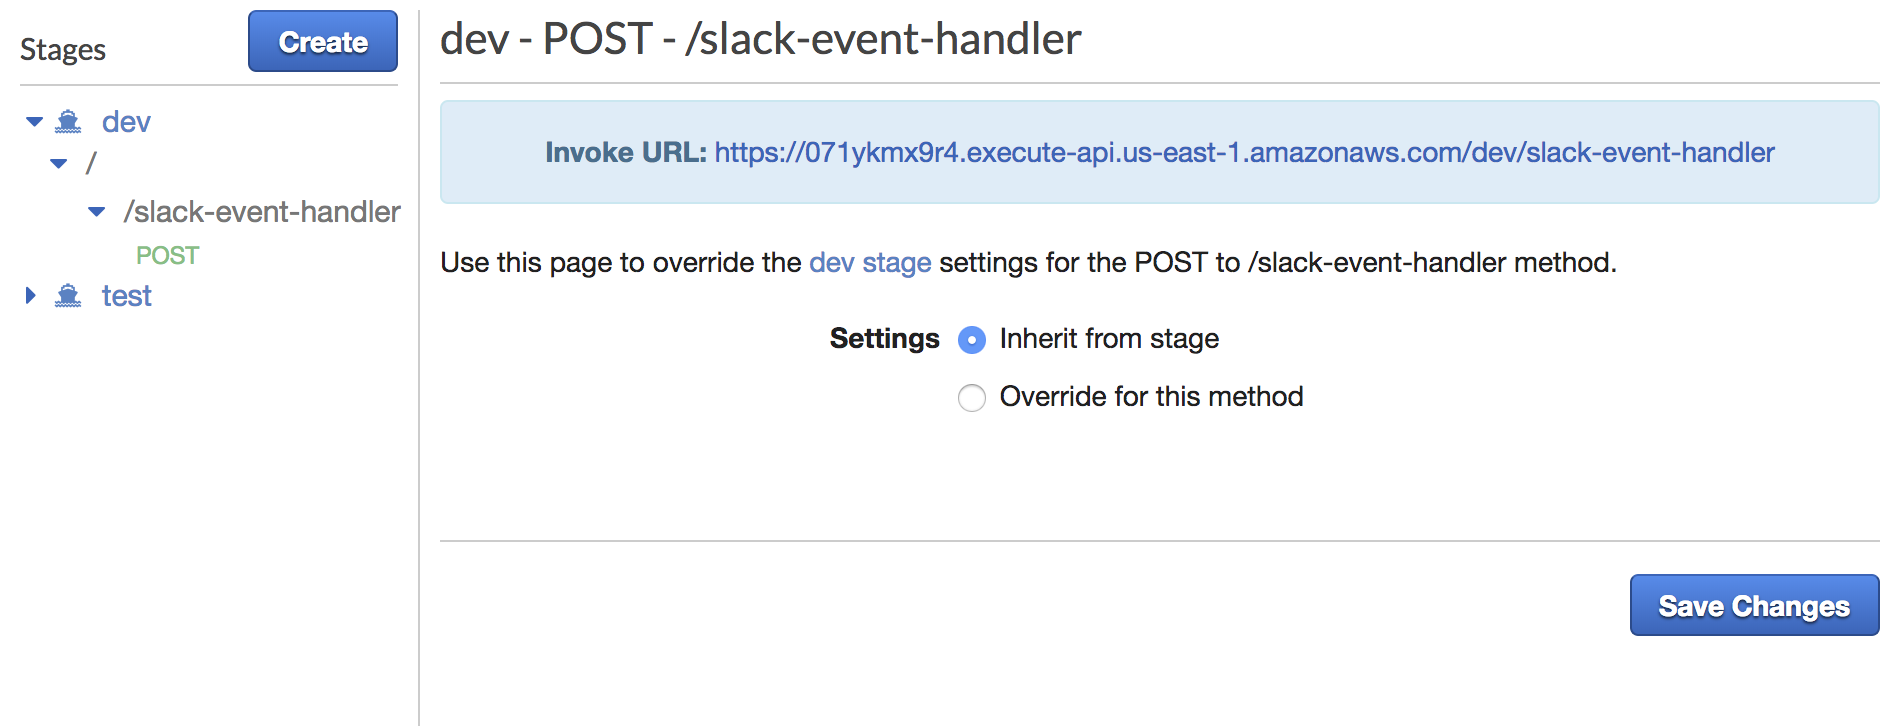 Stages
Create
dev
/
/slack-event-handler
POST
test
dev - POST - /slack-event-handler
Invoke URL: https://071ykmx9r4.execute-api.us-east-1.amazonaws.com/dev/slack-event-handler
Use this page to override the dev stage settings for the POST to /slack-event-handler method.
Settings Inherit from stage
Override for this method
Save Changes